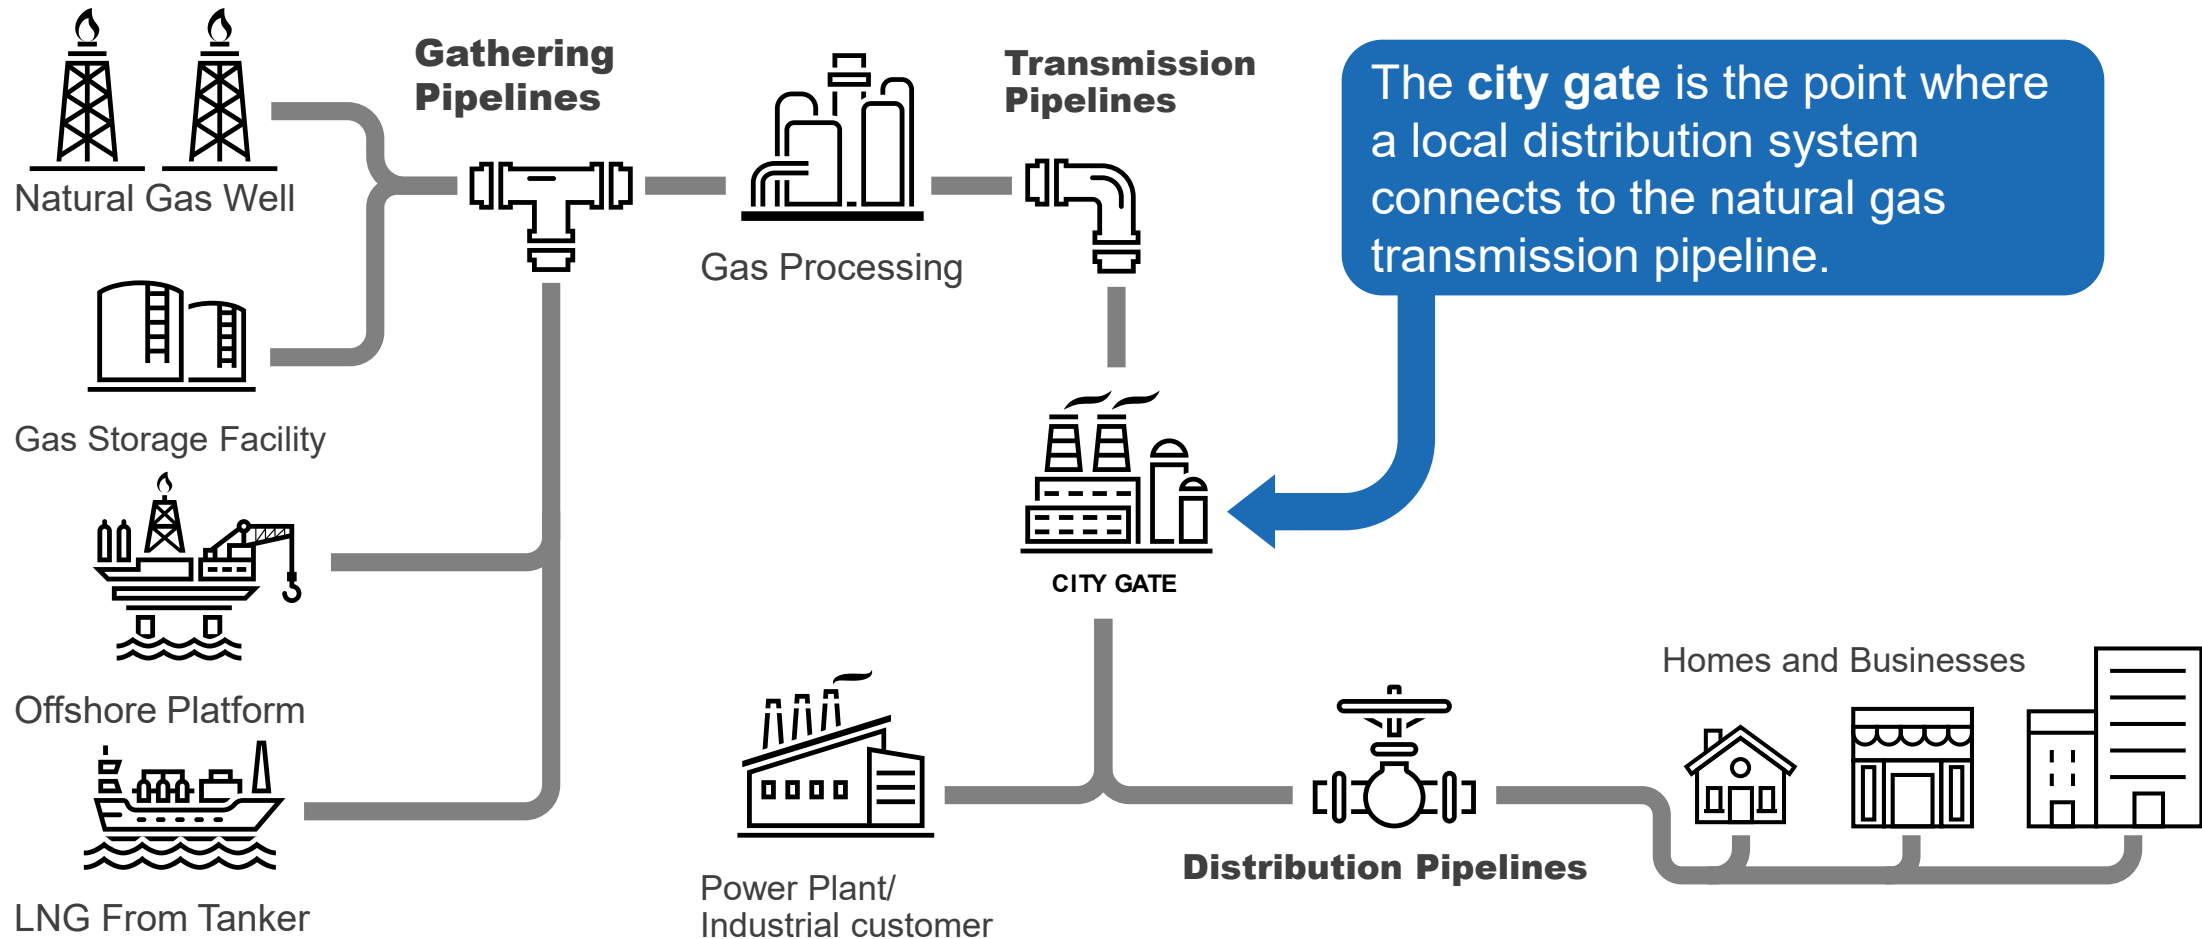 Gathering
Pipelines
Transmission
Pipelines
The city gate is the point where
a local distribution system
connects to the natural gas
transmission pipeline.
Natural Gas Well
Gas Processing
Gas Storage Facility
CITY GATE
Offshore Platform
Homes and Businesses
Distribution Pipelines
LNG From Tanker
Power Plant/
Industrial customer